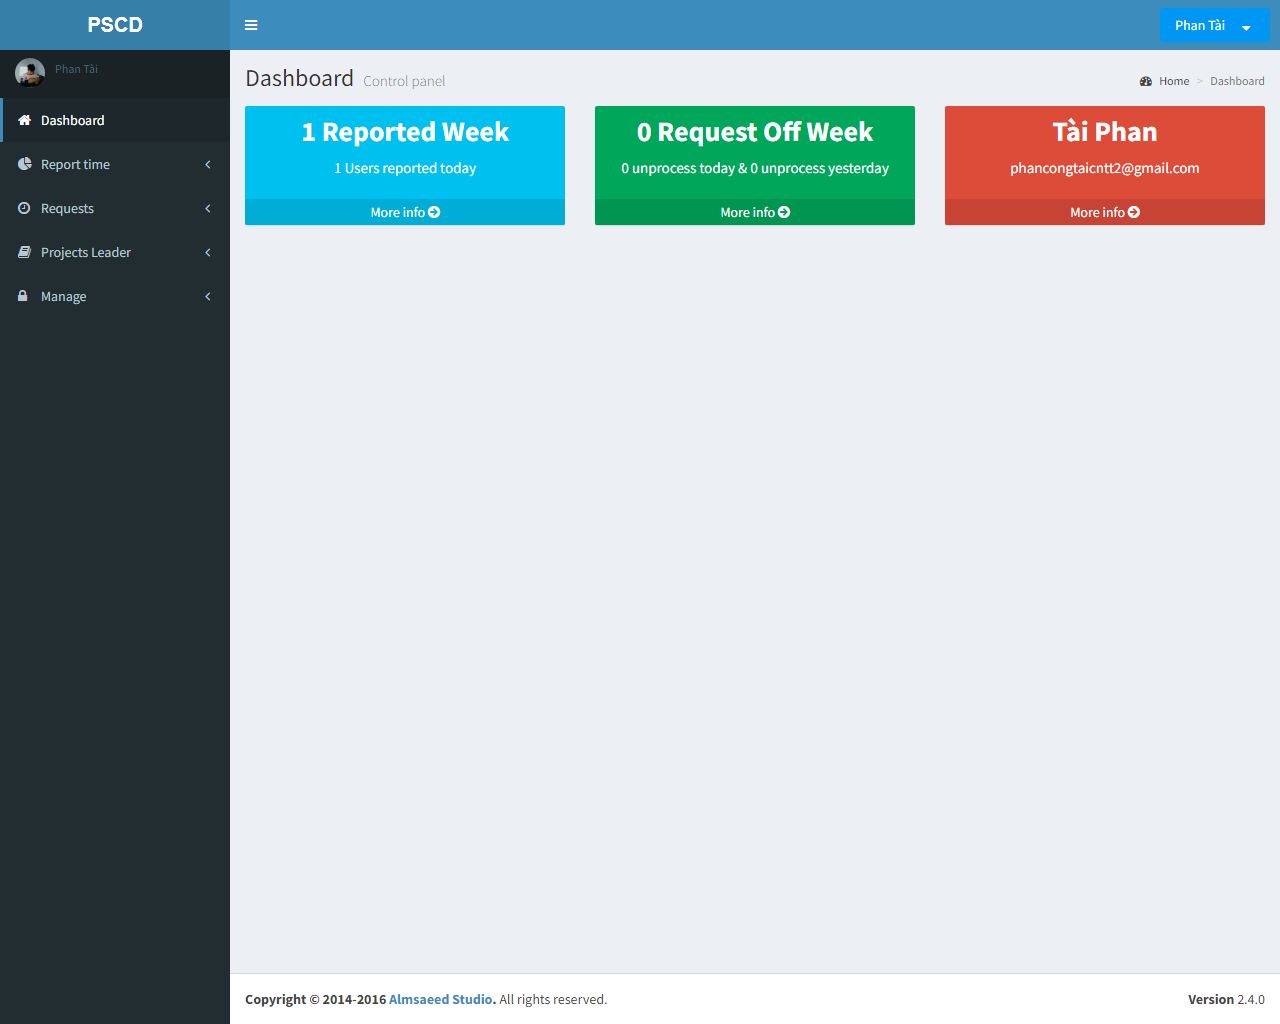 PSCD
Phan Tài
Phan Tài
Dashboard
Report time
Requests
Projects Leader
Manage
Dashboard Control panel
Home > Dashboard
1 Reported Week
1 Users reported today
More info
0 Request Off Week
0 unprocess today & 0 unprocess yesterday
More info
Tài Phan
phancongtaicntt2@gmail.com
More info
Copyright © 2014-2016 Almsaeed Studio. All rights reserved.
Version 2.4.0